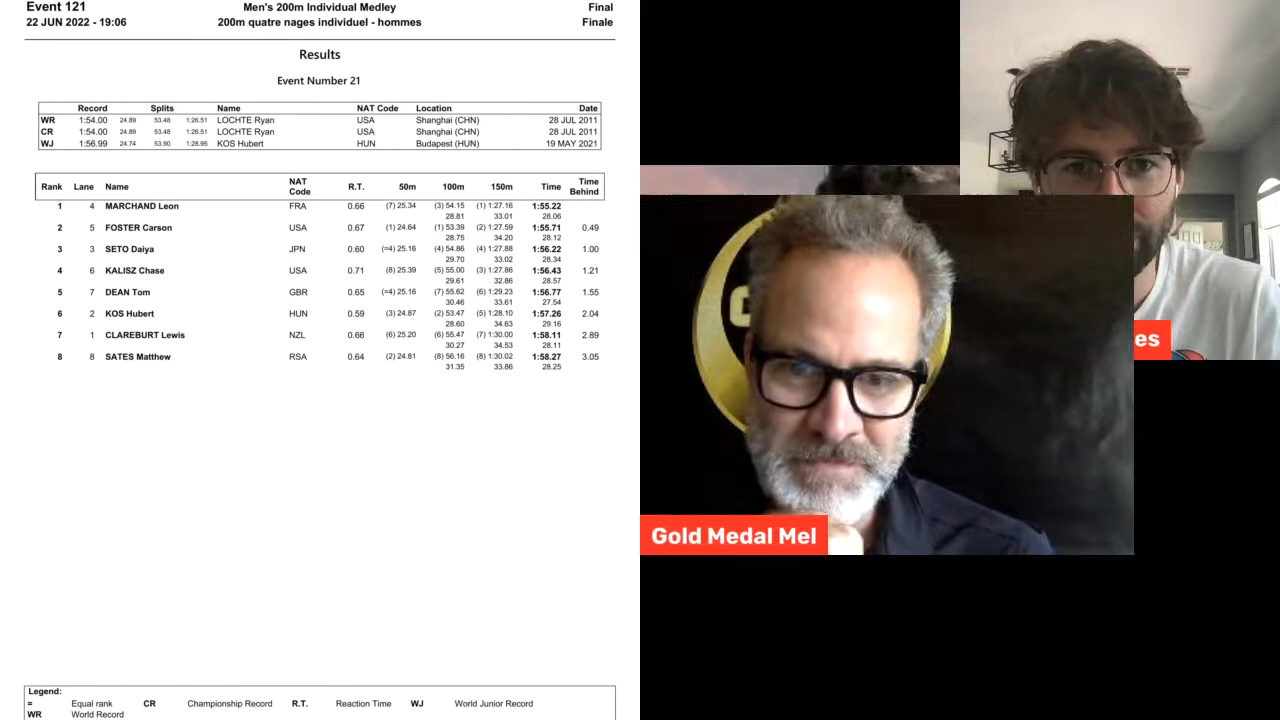 Event 121 Men's 200m Individual Medley Final
22 JUN 2022 - 19:06 200m quatre nages individuel - hommes Finale
Results
Event Number 21
Record Splits Name NAT Code Location Date
WR 1:54.00 24.89 53.48 1:26.51 LOCHTE Ryan USA Shanghai (CHN) 28 JUL 2011
CR 1:54.00 24.89 53.48 1:26.51 LOCHTE Ryan USA Shanghai (CHN) 28 JUL 2011
WJ 1:56.99 24.74 53.90 1:28.95 KOS Hubert HUN Budapest (HUN) 19 MAY 2021
Rank Lane Name NAT Code R.T. 50m 100m 150m Time Time Behind
1 4 MARCHAND Leon FRA 0.66 (7) 25.34 (3) 54.15 (1) 1:27.16 1:55.22
28.81 33.01 28.06
2 5 FOSTER Carson USA 0.67 (1) 24.64 (1) 53.39 (2) 1:27.59 1:55.71 0.49
28.75 34.20 28.12
3 3 SETO Daiya JPN 0.60 (=4) 25.16 (4) 54.86 (4) 1:27.88 1:56.22 1.00
29.70 33.02 28.34
4 6 KALISZ Chase USA 0.71 (8) 25.39 (5) 55.00 (3) 1:27.86 1:56.43 1.21
29.61 32.86 28.57
5 7 DEAN Tom GBR 0.65 (=4) 25.16 (7) 55.62 (6) 1:29.23 1:56.77 1.55
30.46 33.61 27.54
6 2 KOS Hubert HUN 0.59 (3) 24.87 (2) 53.47 (5) 1:28.10 1:57.26 2.04
28.60 34.63 29.16
7 1 CLAREBURT Lewis NZL 0.66 (6) 25.20 (6) 55.47 (7) 1:30.00 1:58.11 2.89
30.27 34.53 28.11
8 8 SATES Matthew RSA 0.64 (2) 24.81 (8) 56.16 (8) 1:30.02 1:58.27 3.05
31.35 33.86 28.25
Legend:
= Equal rank CR Championship Record R.T. Reaction Time WJ World Junior Record
WR World Record
es
Gold Medal Mel